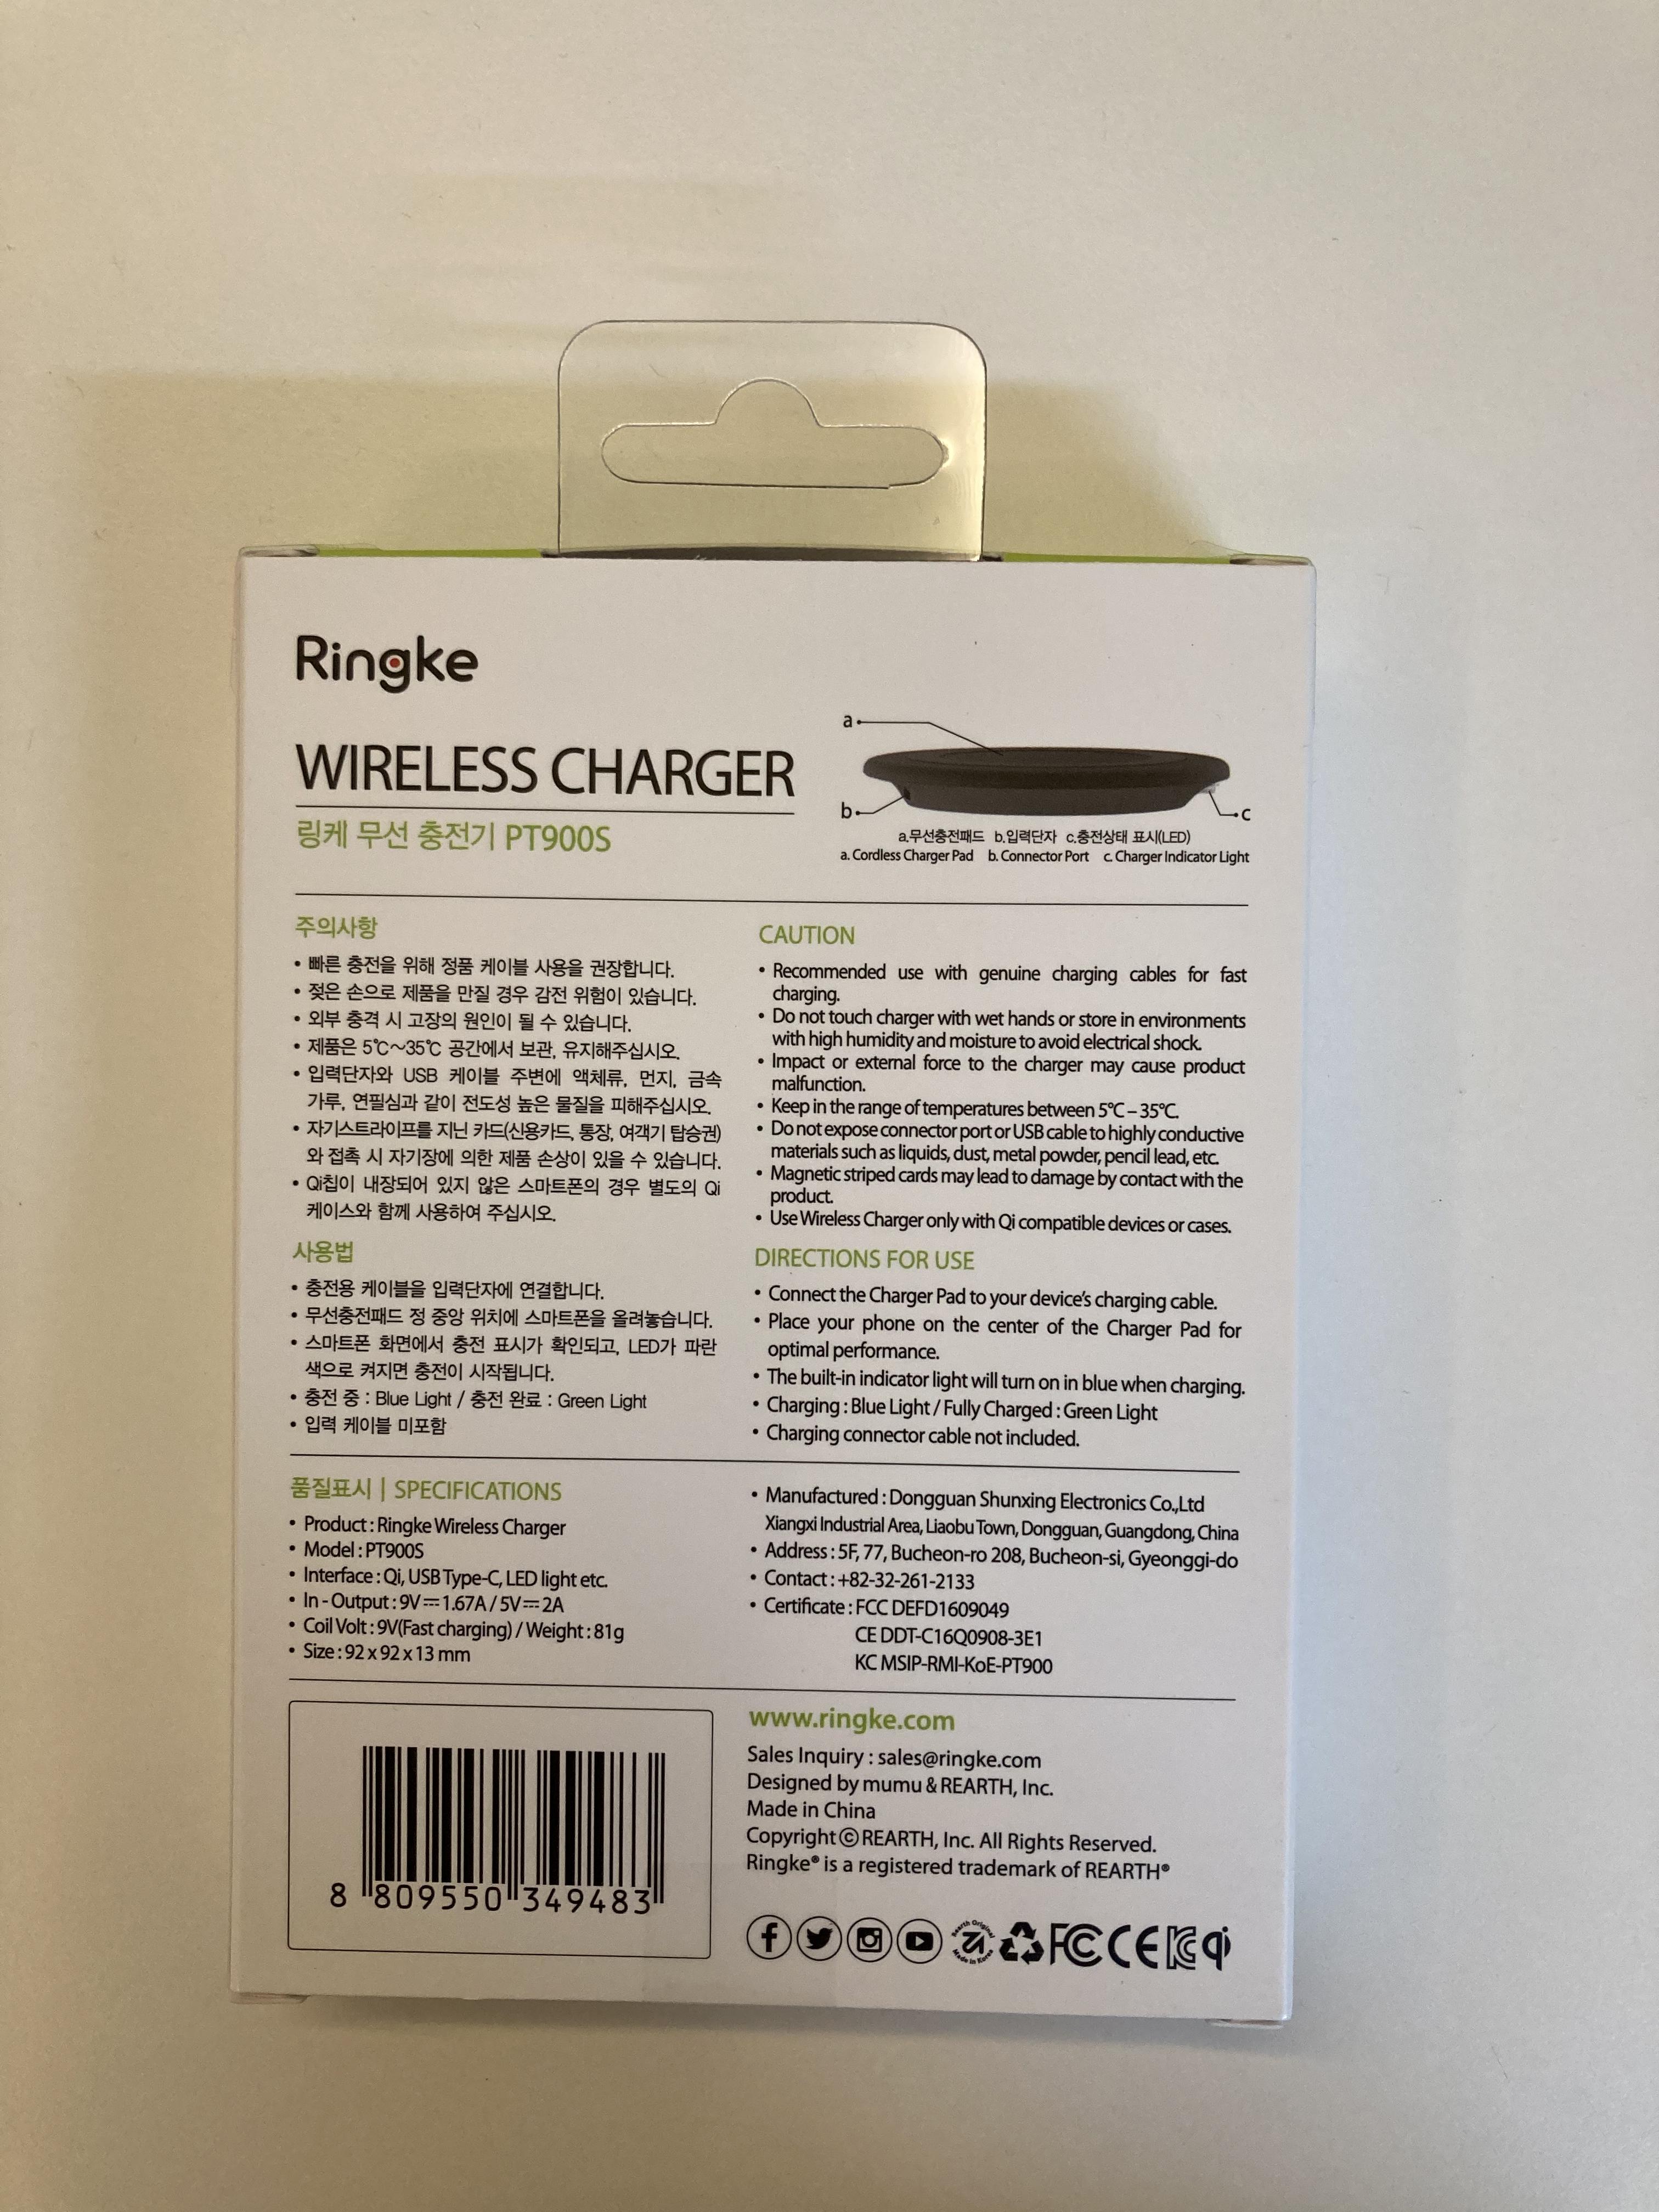 Ringke
WIRELESS CHARGER
링케 무선 충전기 PT900S
a
b
c
a.무선충전패드 b.입력단자 c.충전상태 표시(LED)
a. Cordless Charger Pad b. Connector Port c. Charger Indicator Light
주의사항
• 빠른 충전을 위해 정품 케이블 사용을 권장합니다.
• 젖은 손으로 제품을 만질 경우 감전 위험이 있습니다.
• 외부 충격 시 고장의 원인이 될 수 있습니다.
• 제품은 5℃~35℃ 공간에서 보관, 유지해주십시오.
• 입력단자와 USB 케이블 주변에 액체류, 먼지, 금속
가루, 연필심과 같이 전도성 높은 물질을 피해주십시오.
• 자기스트라이프를 지닌 카드(신용카드, 통장, 여객기 탑승권)
와 접촉 시 자기장에 의한 제품 손상이 있을 수 있습니다.
• Qi칩이 내장되어 있지 않은 스마트폰의 경우 별도의 Qi
케이스와 함께 사용하여 주십시오.
사용법
• 충전용 케이블을 입력단자에 연결합니다.
• 무선충전패드 정 중앙 위치에 스마트폰을 올려놓습니다.
• 스마트폰 화면에서 충전 표시가 확인되고, LED가 파란
색으로 켜지면 충전이 시작됩니다.
• 충전 중 : Blue Light / 충전 완료 : Green Light
• 입력 케이블 미포함
CAUTION
• Recommended use with genuine charging cables for fast
charging.
• Do not touch charger with wet hands or store in environments
with high humidity and moisture to avoid electrical shock.
• Impact or external force to the charger may cause product
malfunction.
• Keep in the range of temperatures between 5℃ – 35℃.
• Do not expose connector port or USB cable to highly conductive
materials such as liquids, dust, metal powder, pencil lead, etc.
• Magnetic striped cards may lead to damage by contact with the
product.
• Use Wireless Charger only with Qi compatible devices or cases.
DIRECTIONS FOR USE
• Connect the Charger Pad to your device's charging cable.
• Place your phone on the center of the Charger Pad for
optimal performance.
• The built-in indicator light will turn on in blue when charging.
• Charging : Blue Light / Fully Charged : Green Light
• Charging connector cable not included.
품질표시 | SPECIFICATIONS
• Product : Ringke Wireless Charger
• Model : PT900S
• Interface : Qi, USB Type-C, LED light etc.
• In - Output : 9V⎓1.67A / 5V⎓2A
• Coil Volt : 9V(Fast charging) / Weight : 81g
• Size : 92 x 92 x 13 mm
• Manufactured : Dongguan Shunxing Electronics Co.,Ltd
Xiangxi Industrial Area, Liaobu Town, Dongguan, Guangdong, China
• Address : 5F, 77, Bucheon-ro 208, Bucheon-si, Gyeonggi-do
• Contact : +82-32-261-2133
• Certificate : FCC DEFD1609049
CE DDT-C16Q0908-3E1
KC MSIP-RMI-KoE-PT900
8 809550 349483
www.ringke.com
Sales Inquiry : sales@ringke.com
Designed by mumu & REARTH, Inc.
Made in China
Copyright © REARTH, Inc. All Rights Reserved.
Ringke® is a registered trademark of REARTH®
Rearth Original
Made in Korea
FC CE KC qi